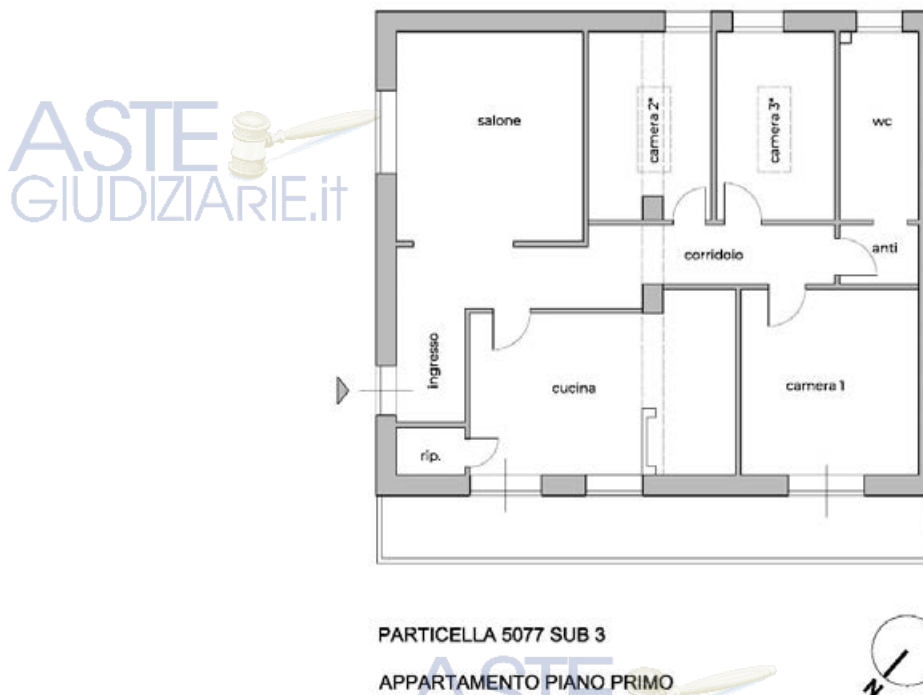 ASTE
GIUDIZIARIE.it
salone
camera 2*
camera 3*
wc
corridoio
anti
ingresso
cucina
camera 1
rip.
PARTICELLA 5077 SUB 3
APPARTAMENTO PIANO PRIMO
N
ASTE